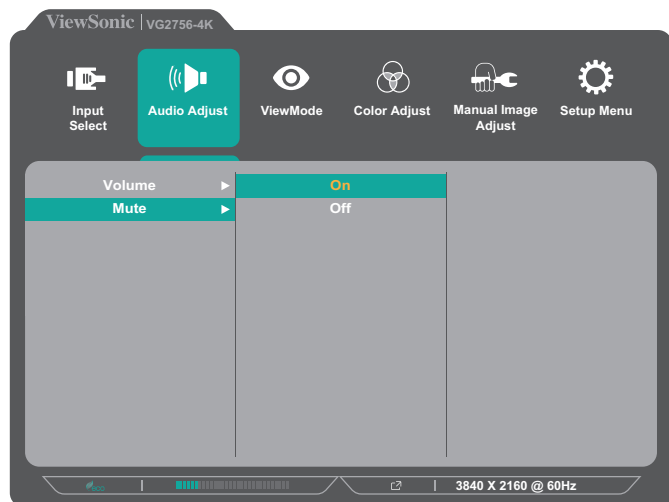 ViewSonic | VG2756-4K
Input
Select
Audio Adjust
ViewMode
Color Adjust
Manual Image
Adjust
Setup Menu
Volume
On
Mute
Off
eco
3840 X 2160 @ 60Hz